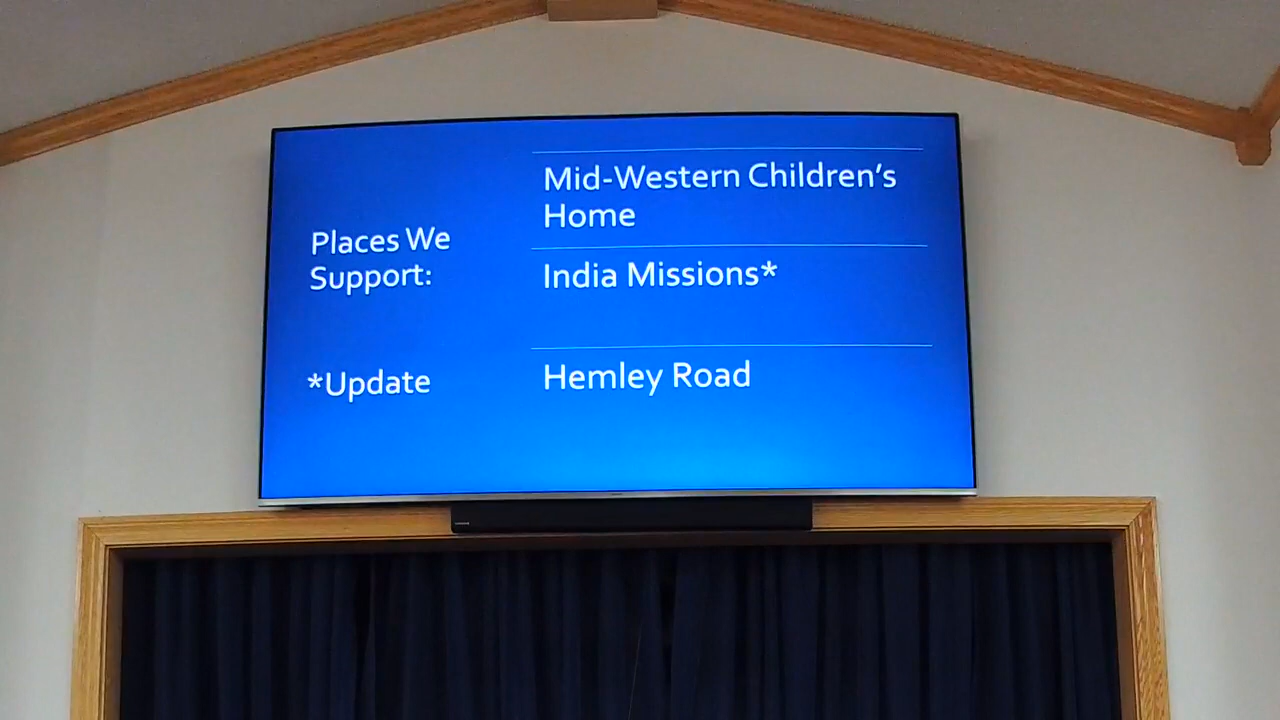 Places We
Support:
*Update
Mid-Western Children's
Home
India Missions*
Hemley Road